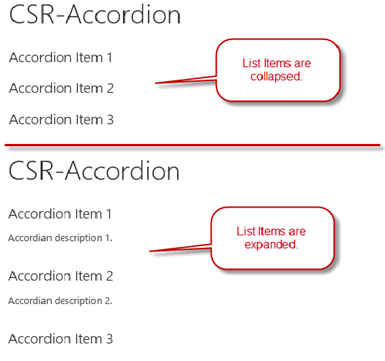 CSR-Accordion
Accordion Item 1
List Items are
collapsed.
Accordion Item 2
Accordion Item 3
CSR-Accordion
Accordion Item 1
Accordian description 1.
List Items are
expanded.
Accordion Item 2
Accordian description 2.
Accordion Item 3